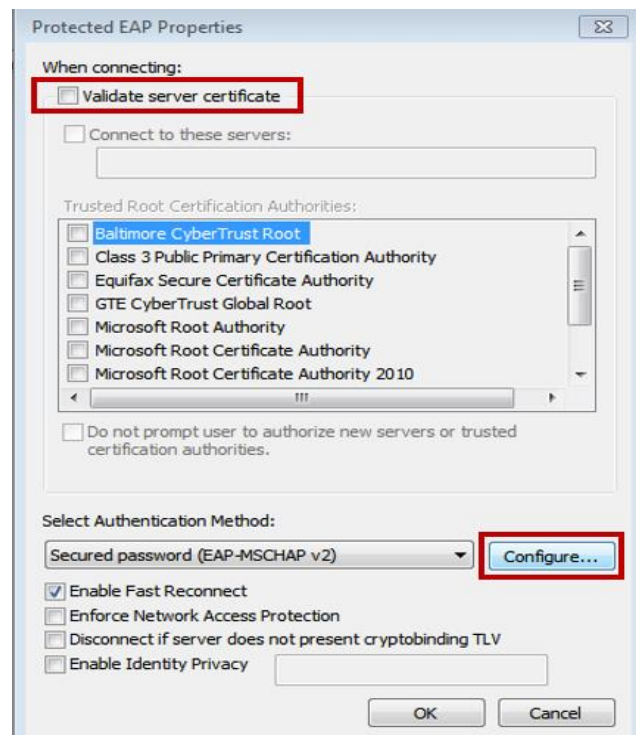 Protected EAP Properties
When connecting:
Validate server certificate
Connect to these servers:
Trusted Root Certification Authorities:
Baltimore CyberTrust Root
Class 3 Public Primary Certification Authority
Equifax Secure Certificate Authority
GTE CyberTrust Global Root
Microsoft Root Authority
Microsoft Root Certificate Authority
Microsoft Root Certificate Authority 2010
Do not prompt user to authorize new servers or trusted
certification authorities.
Select Authentication Method:
Secured password (EAP-MSCHAP v2) Configure...
Enable Fast Reconnect
Enforce Network Access Protection
Disconnect if server does not present cryptobinding TLV
Enable Identity Privacy
OK Cancel